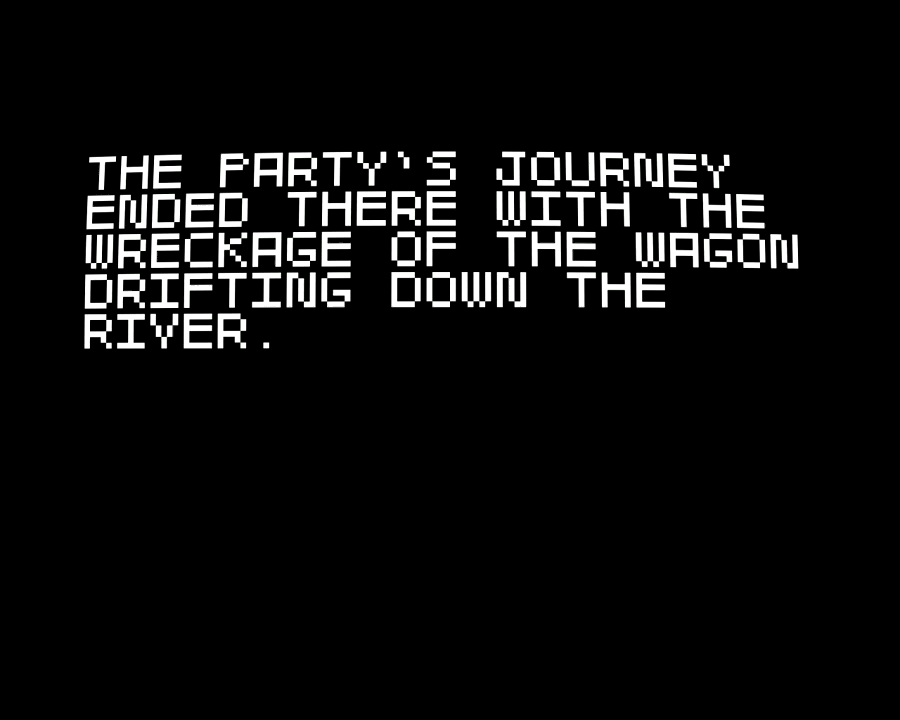 THE PARTY'S JOURNEY
ENDED THERE WITH THE
WRECKAGE OF THE WAGON
DRIFTING DOWN THE
RIVER.